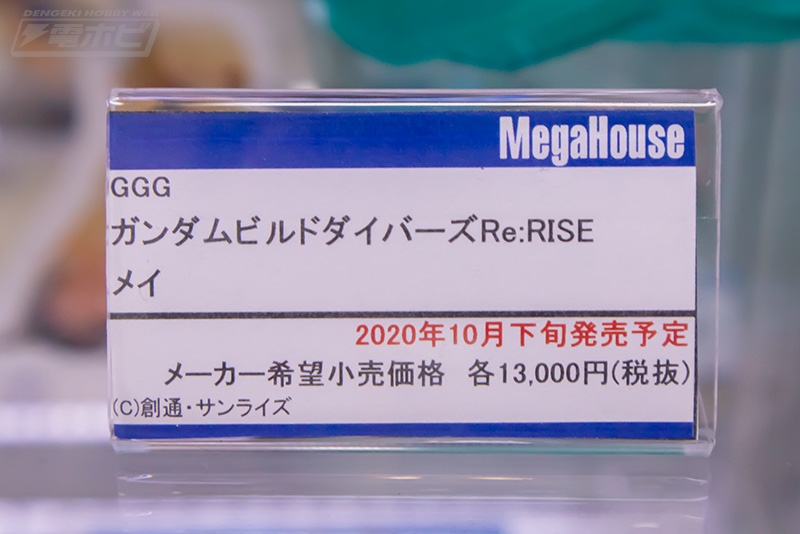 DENGEKI HOBBY WEB
電ホビ
MegaHouse
GGG
ガンダムビルドダイバーズRe:RISE
メイ
2020年10月下旬発売予定
メーカー希望小売価格 各13,000円(税抜)
(C)創通・サンライズ